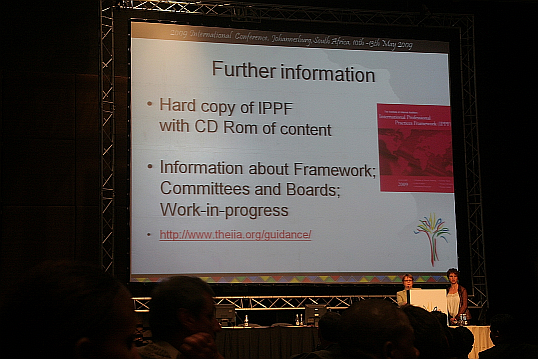 2009 International Conference, Johannesburg, South Africa, 10th -13th May 2009
Further information
• Hard copy of IPPF
with CD Rom of content
International Professional
Practices Framework (IPPF)
2009
• Information about Framework;
Committees and Boards;
Work-in-progress
• http://www.theiia.org/guidance/